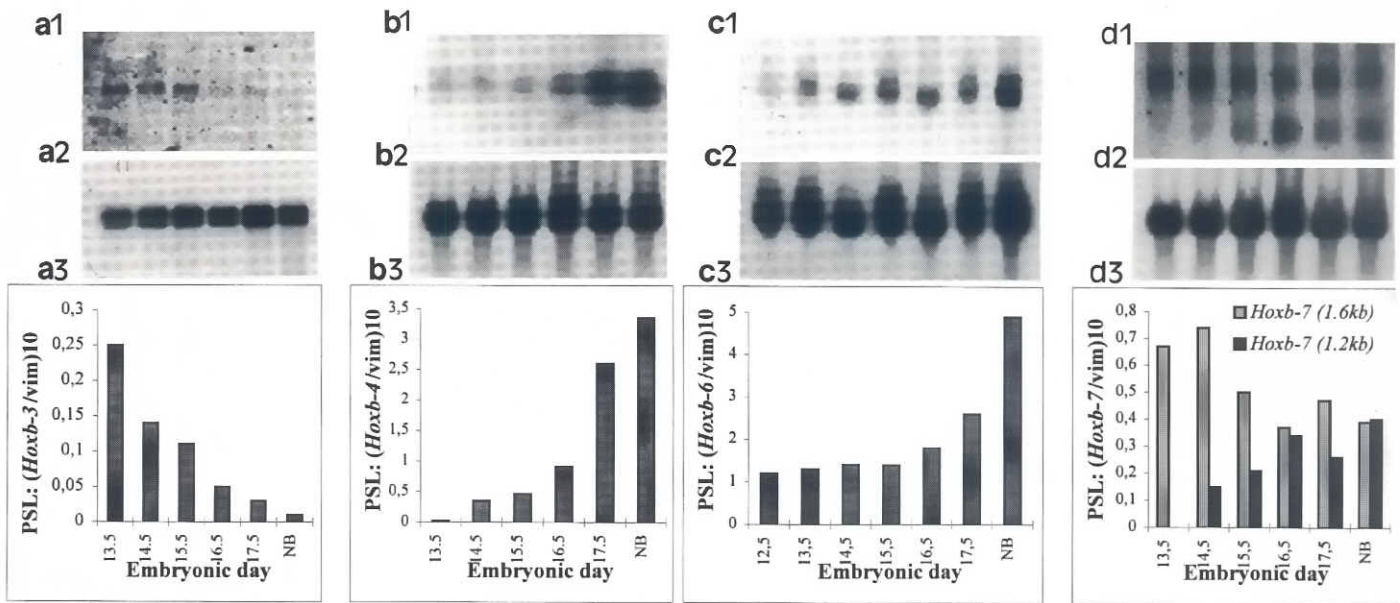 a1
a2
a3
PSL: (Hoxb-3/vim)10
0,3
0,25
0,2
0,15
0,1
0,05
0
13.5
14.5
15.5
16.5
17.5
NB
Embryonic day
b1
b2
b3
PSL: (Hoxb-4/vim)10
3,5
3
2,5
2
1,5
1
0,5
0
13.5
14.5
15.5
16.5
17.5
NB
Embryonic day
c1
c2
c3
PSL: (Hoxb-6/vim)10
5
4
3
2
1
0
12,5
13,5
14,5
15,5
16,5
17,5
NB
Embryonic day
d1
d2
d3
PSL: (Hoxb-7/vim)10
0,8
0,7
0,6
0,5
0,4
0,3
0,2
0,1
0
Hoxb-7 (1.6kb)
Hoxb-7 (1.2kb)
13,5
14,5
15,5
16,5
17,5
NB
Embryonic day